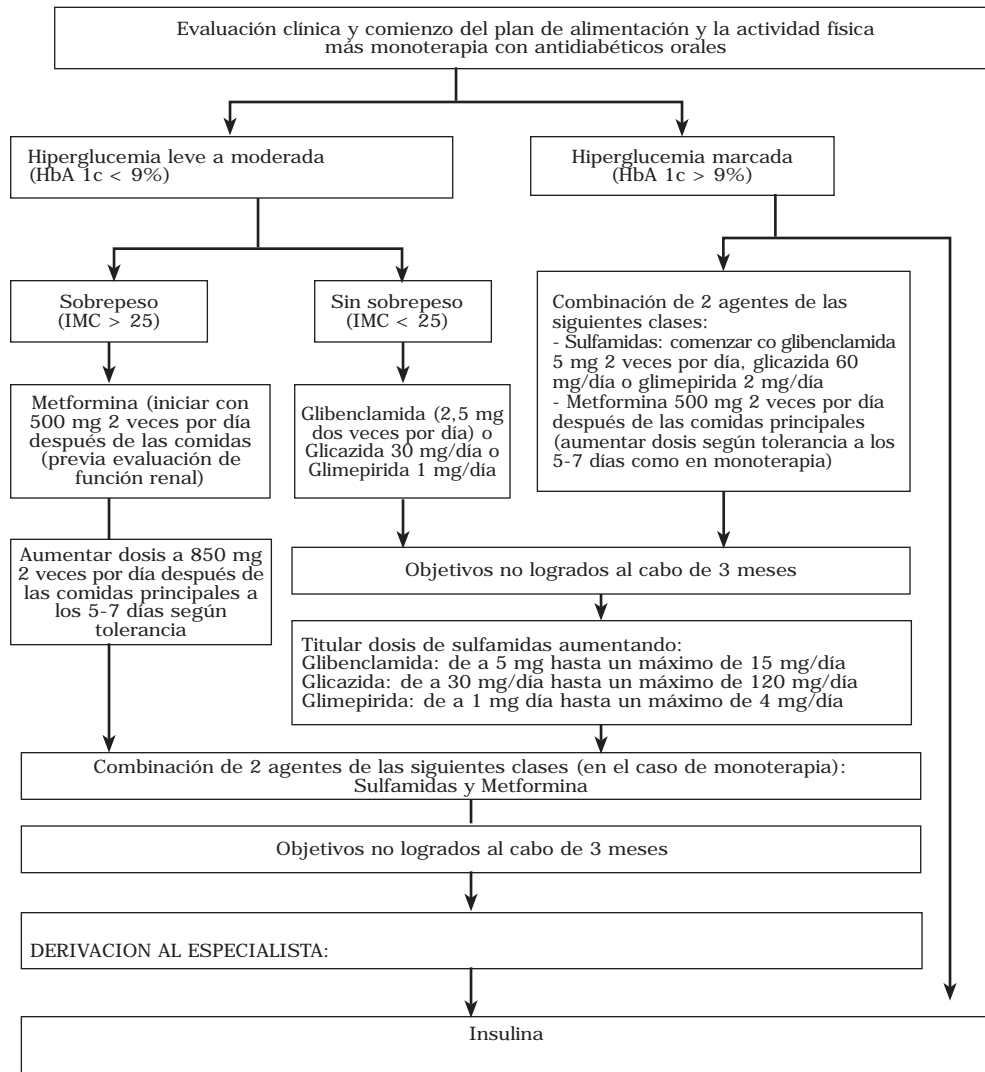 Evaluación clínica y comienzo del plan de alimentación y la actividad física
más monoterapia con antidiabéticos orales
Hiperglucemia leve a moderada
(HbA 1c < 9%)
Hiperglucemia marcada
(HbA 1c > 9%)
Sobrepeso
(IMC > 25)
Sin sobrepeso
(IMC < 25)
Combinación de 2 agentes de las
siguientes clases:
- Sulfamidas: comenzar co glibenclamida
5 mg 2 veces por día, glicazida 60
mg/día o glimepirida 2 mg/día
- Metformina 500 mg 2 veces por día
después de las comidas principales
(aumentar dosis según tolerancia a los
5-7 días como en monoterapia)
Metformina (iniciar con
500 mg 2 veces por día
después de las comidas
(previa evaluación de
función renal)
Glibenclamida (2,5 mg
dos veces por día) o
Glicazida 30 mg/día o
Glimepirida 1 mg/día
Aumentar dosis a 850 mg
2 veces por día después de
las comidas principales a
los 5-7 días según
tolerancia
Objetivos no logrados al cabo de 3 meses
Titular dosis de sulfamidas aumentando:
Glibenclamida: de a 5 mg hasta un máximo de 15 mg/día
Glicazida: de a 30 mg/día hasta un máximo de 120 mg/día
Glimepirida: de a 1 mg día hasta un máximo de 4 mg/día
Combinación de 2 agentes de las siguientes clases (en el caso de monoterapia):
Sulfamidas y Metformina
Objetivos no logrados al cabo de 3 meses
DERIVACION AL ESPECIALISTA:
Insulina